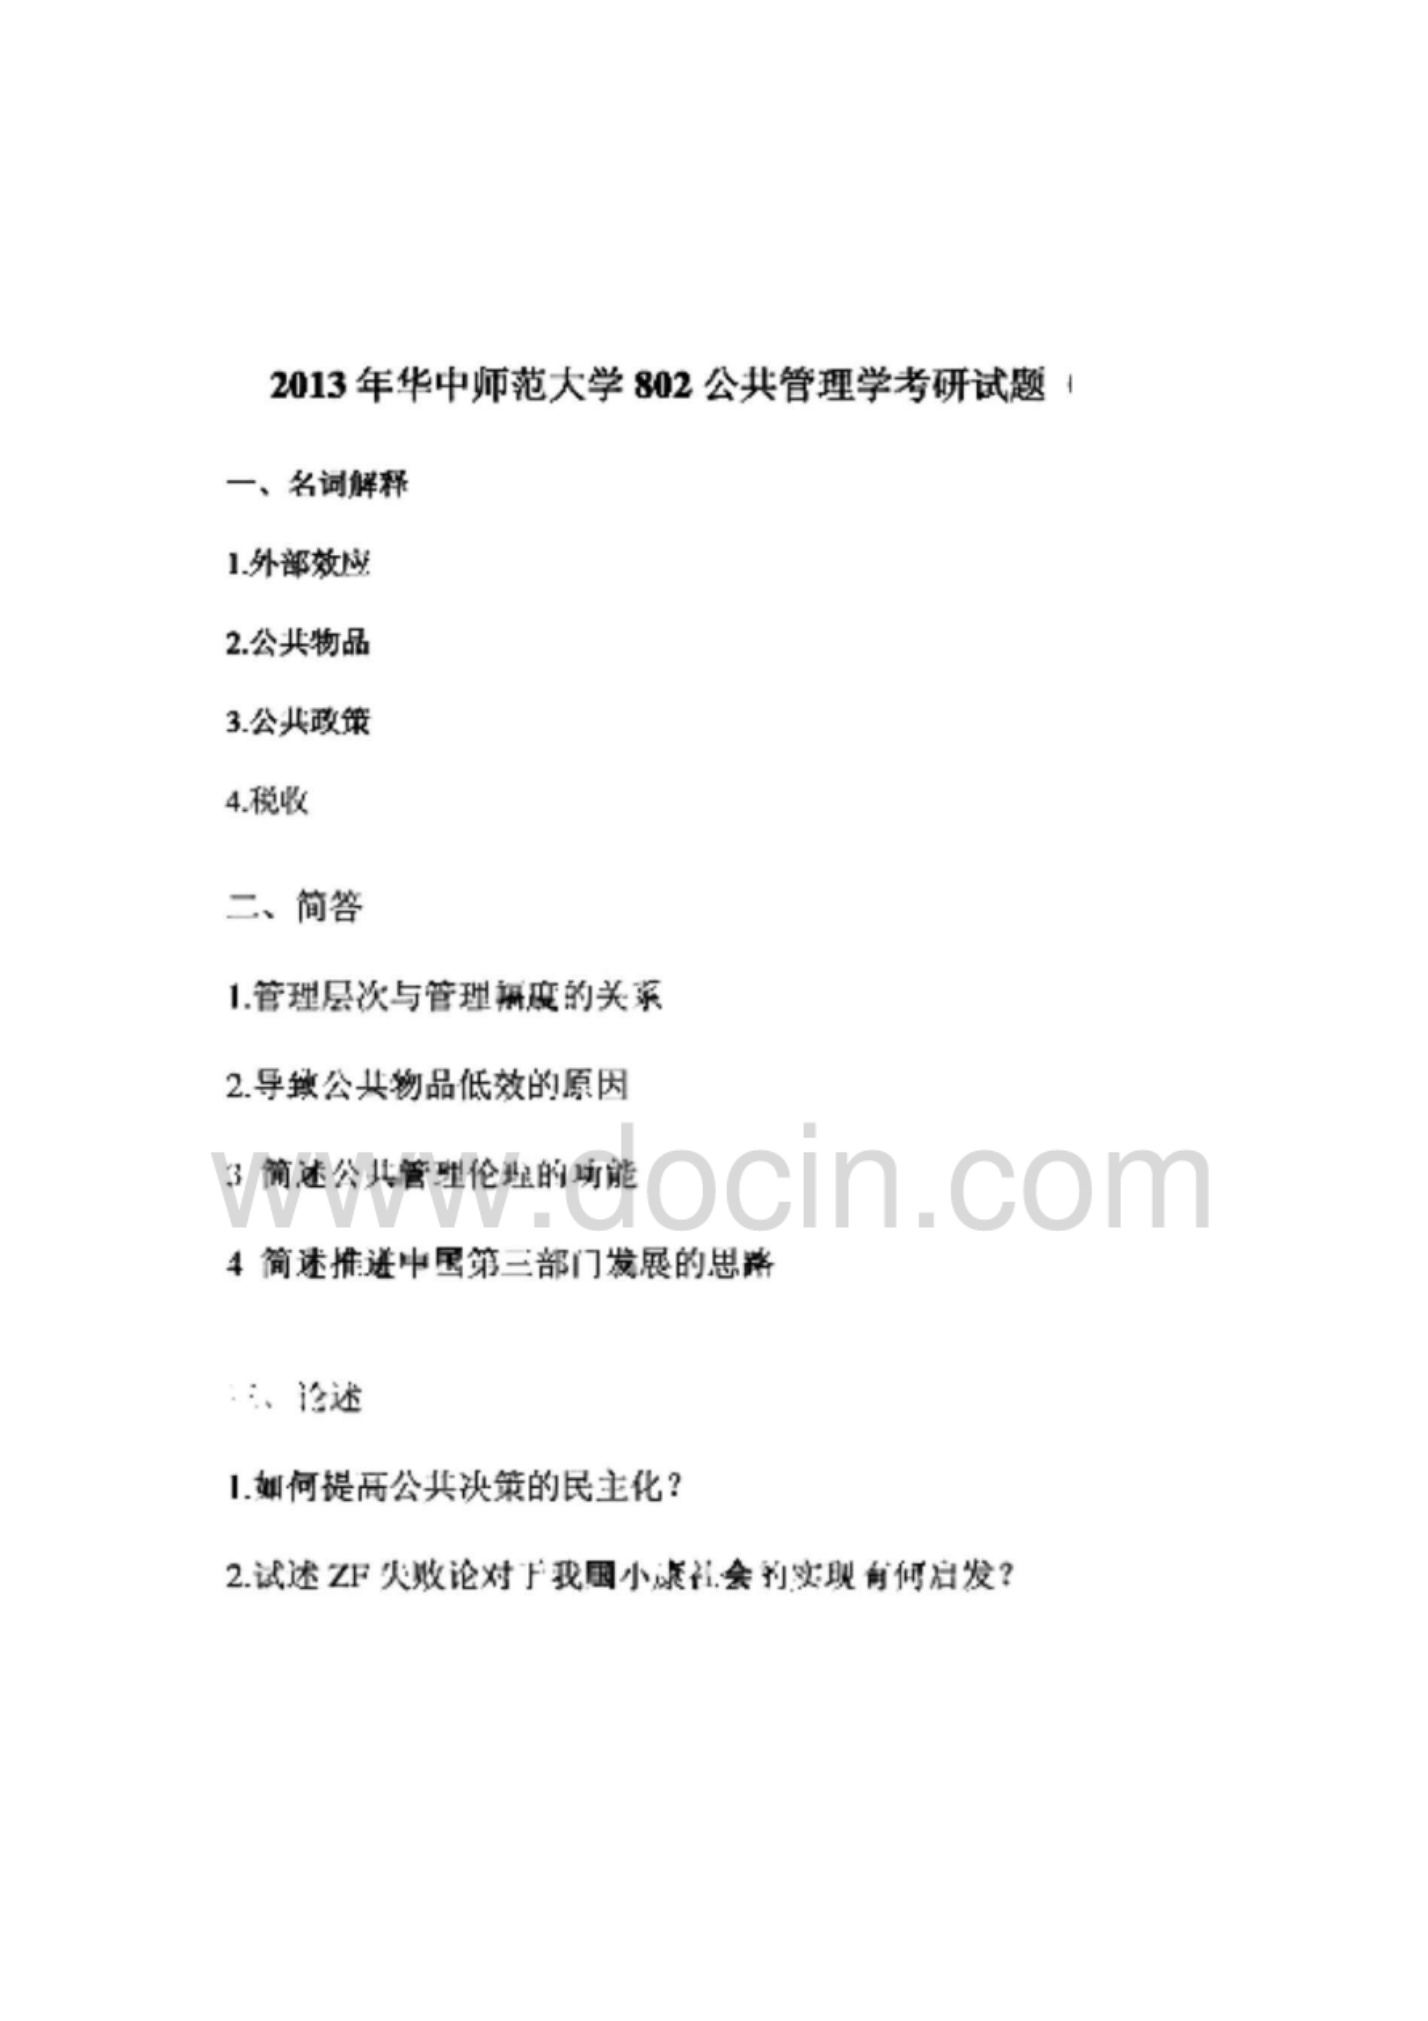 2013年华中师范大学802公共管理学考研试题（
一、名词解释
1.外部效应
2.公共物品
3.公共政策
4.税收
二、简答
1.管理层次与管理幅度的关系
2.导致公共物品低效的原因
3 简述公共管理伦理的功能
4 简述推进中国第三部门发展的思路
三、论述
1.如何提高公共决策的民主化？
2.试述ZF失败论对于我国小康社会的实现有何启发？
www.docin.com